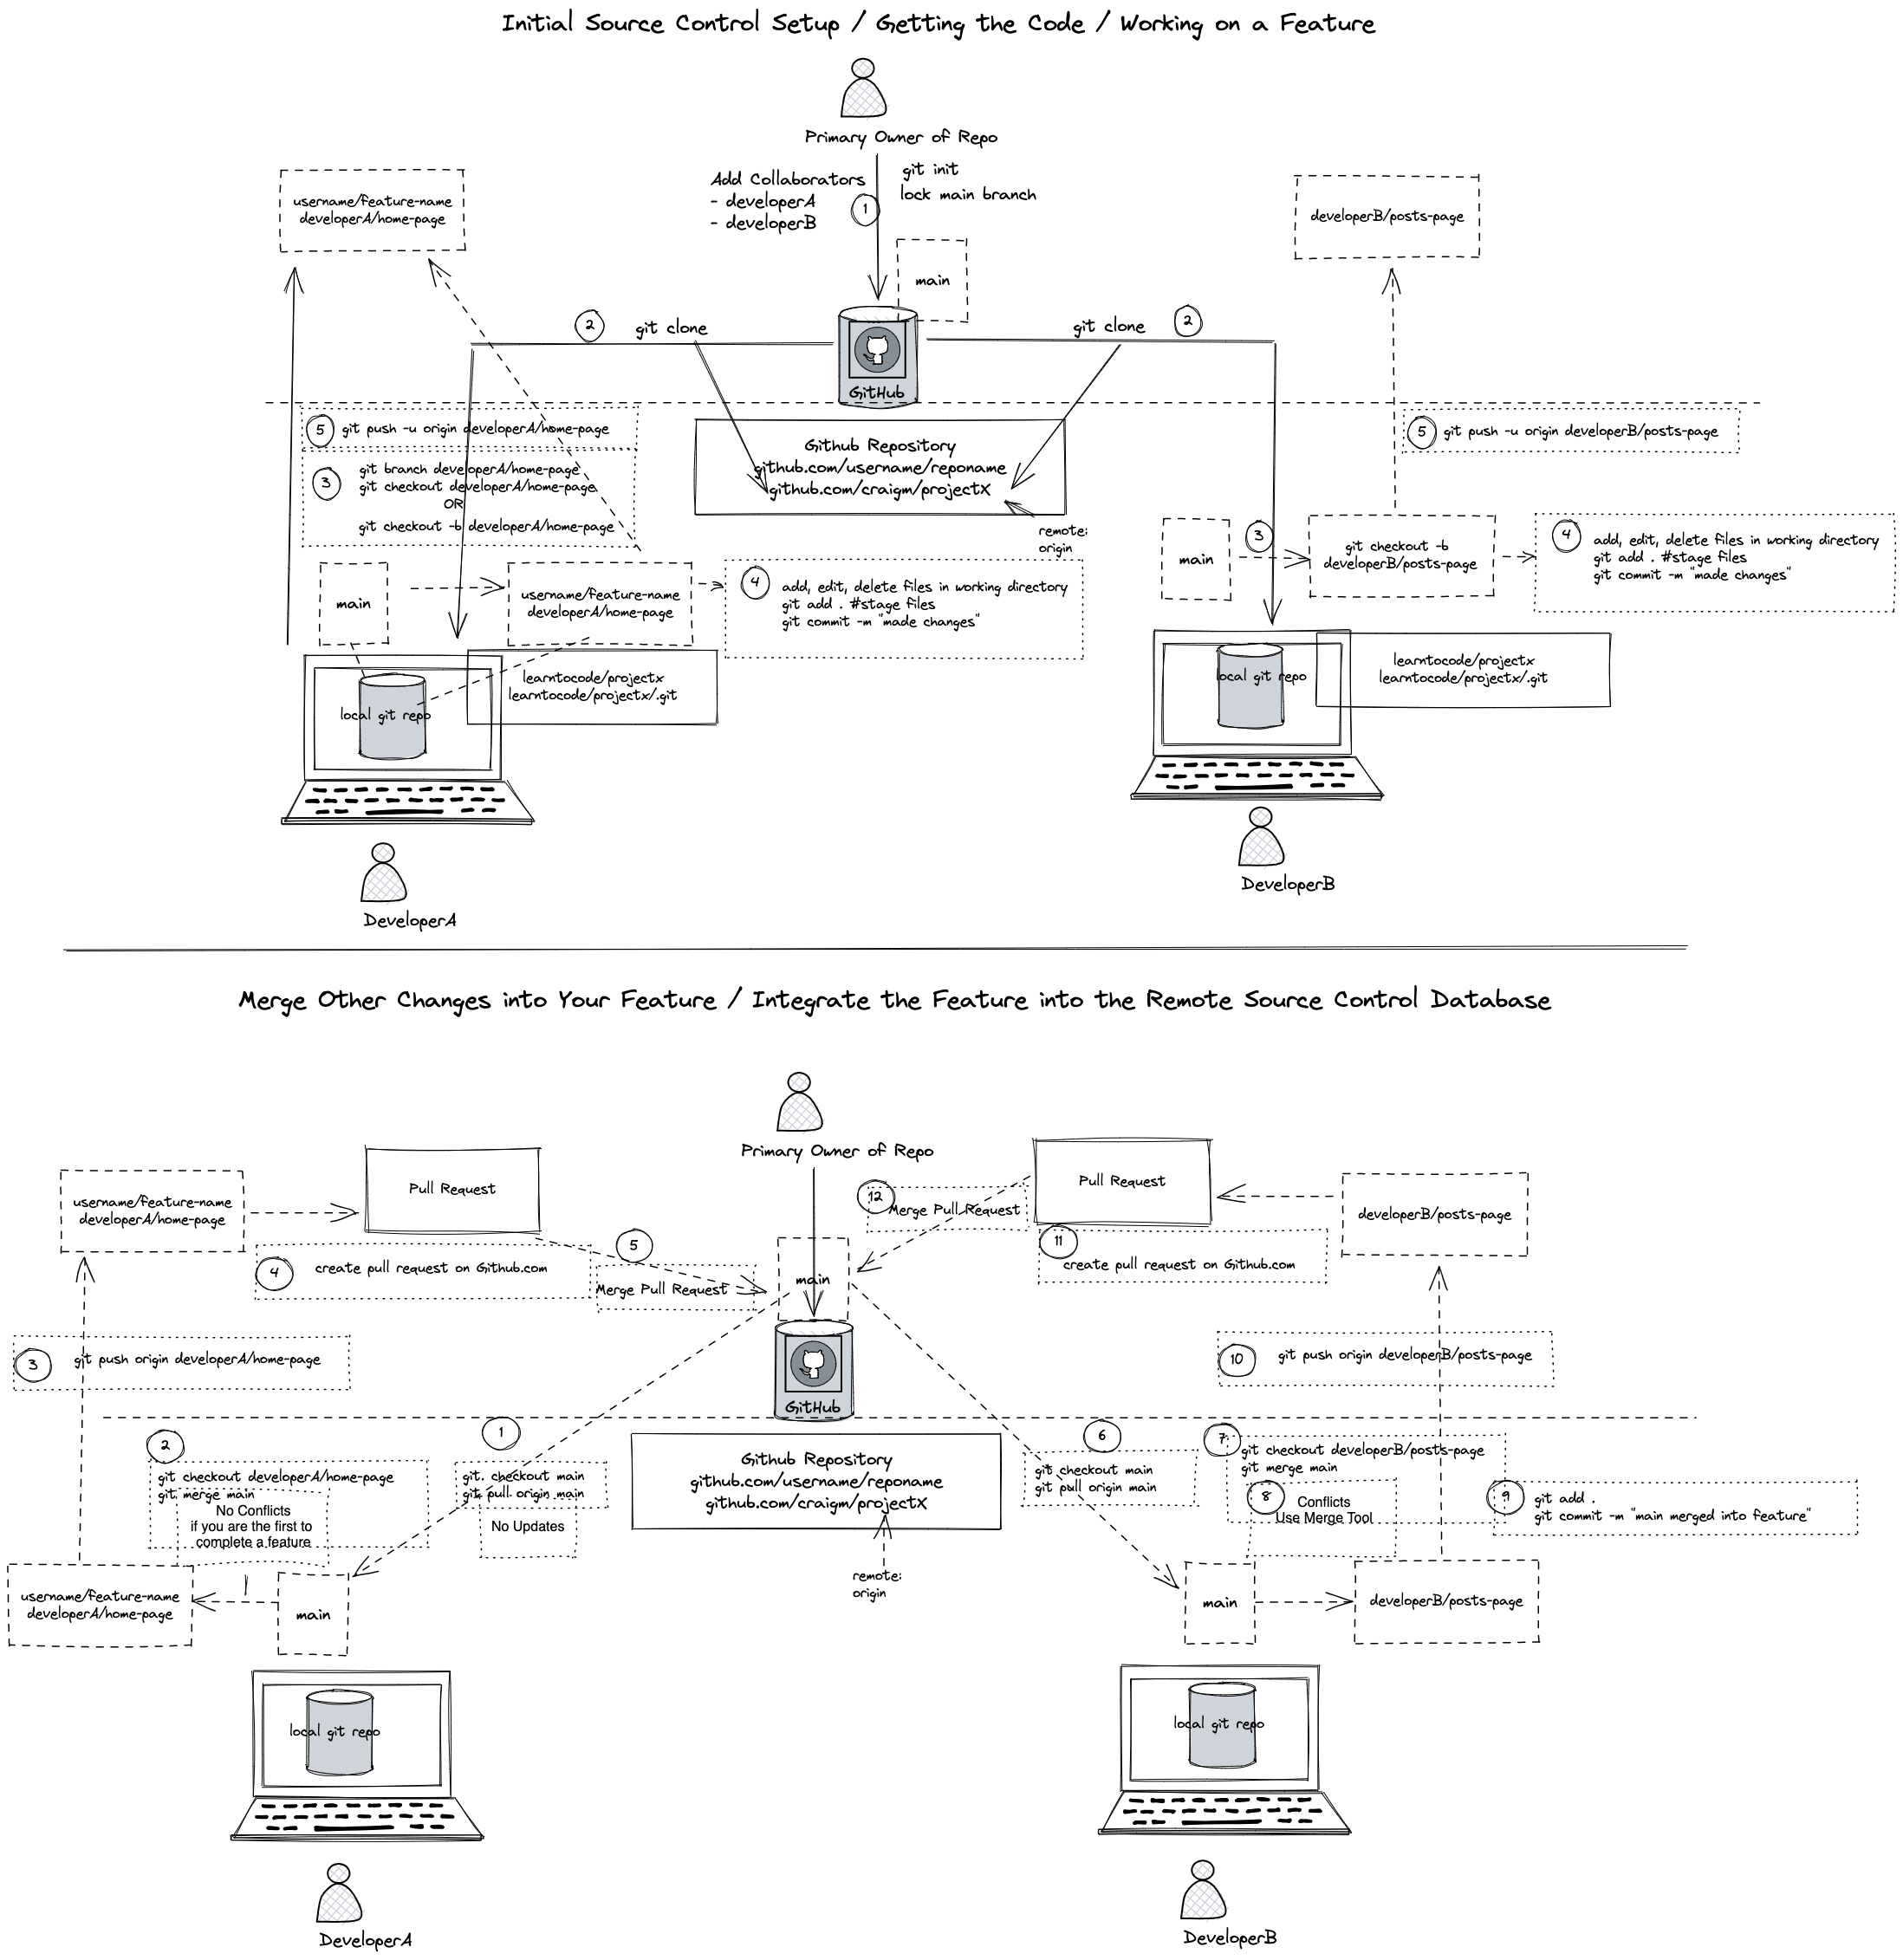 Initial Source Control Setup / Getting the Code / Working on a Feature
Primary Owner of Repo
Add Collaborators
- developerA
- developerB
1
git init
lock main branch
username/feature-name
developerA/home-page
developerB/posts-page
main
2
git clone
git clone
2
GitHub
5
git push -u origin developerA/home-page
3
git branch developerA/home-page
git checkout developerA/home-page
OR
git checkout -b developerA/home-page
Github Repository
github.com/username/reponame
github.com/craigm/projectX
remote:
origin
5
git push -u origin developerB/posts-page
main
username/feature-name
developerA/home-page
4
add, edit, delete files in working directory
git add . #stage files
git commit -m "made changes"
main
3
git checkout -b
developerB/posts-page
4
add, edit, delete files in working directory
git add . #stage files
git commit -m "made changes"
local git repo
learntocode/projectx
learntocode/projectx/.git
local git repo
learntocode/projectx
learntocode/projectx/.git
DeveloperA
DeveloperB
Merge Other Changes into Your Feature / Integrate the Feature into the Remote Source Control Database
Primary Owner of Repo
username/feature-name
developerA/home-page
Pull Request
12
Merge Pull Request
Pull Request
developerB/posts-page
4
create pull request on Github.com
5
Merge Pull Request
main
11
create pull request on Github.com
3
git push origin developerA/home-page
GitHub
10
git push origin developerB/posts-page
2
git checkout developerA/home-page
git merge main
No Conflicts
if you are the first to
complete a feature
1
git. checkout main
git pull origin main
No Updates
Github Repository
github.com/username/reponame
github.com/craigm/projectX
remote:
origin
6
git checkout main
git pull origin main
7
git checkout developerB/posts-page
git merge main
8
Conflicts
Use Merge Tool
9
git add .
git commit -m "main merged into feature"
username/feature-name
developerA/home-page
main
main
developerB/posts-page
local git repo
local git repo
DeveloperA
DeveloperB